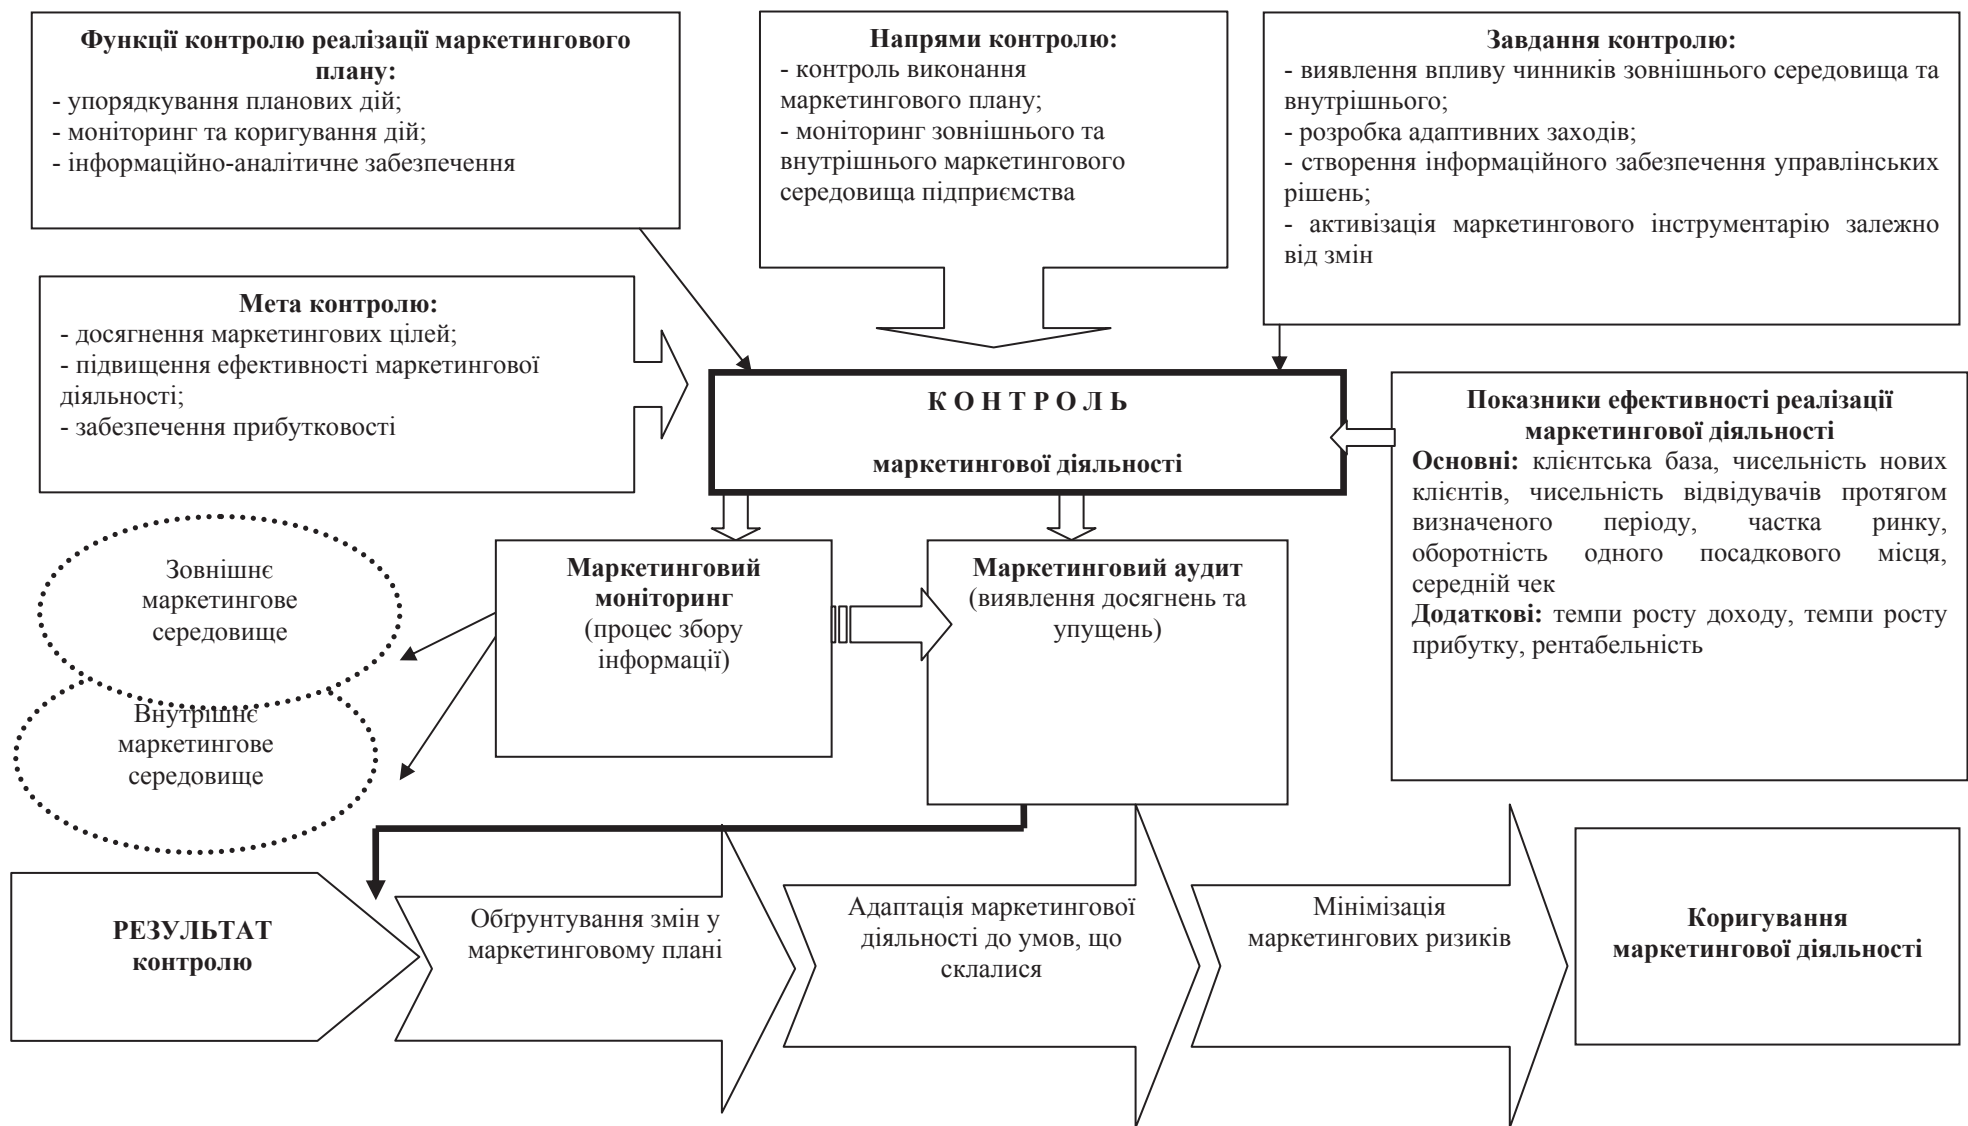 Функції контролю реалізації маркетингового
плану:
- упорядкування планових дій;
- моніторинг та коригування дій;
- інформаційно-аналітичне забезпечення
Напрями контролю:
- контроль виконання
маркетингового плану;
- моніторинг зовнішнього та
внутрішнього маркетингового
середовища підприємства
Завдання контролю:
- виявлення впливу чинників зовнішнього середовища та
внутрішнього;
- розробка адаптивних заходів;
- створення інформаційного забезпечення управлінських
рішень;
- активізація маркетингового інструментарію залежно
від змін
Мета контролю:
- досягнення маркетингових цілей;
- підвищення ефективності маркетингової
діяльності;
- забезпечення прибутковості
К О Н Т Р О Л Ь
маркетингової діяльності
Показники ефективності реалізації
маркетингової діяльності
Основні: клієнтська база, чисельність нових
клієнтів, чисельність відвідувачів протягом
визначеного періоду, частка ринку,
оборотність одного посадкового місця,
середній чек
Додаткові: темпи росту доходу, темпи росту
прибутку, рентабельність
Зовнішнє
маркетингове
середовище
Внутрішнє
маркетингове
середовище
Маркетинговий
моніторинг
(процес збору
інформації)
Маркетинговий аудит
(виявлення досягнень та
упущень)
РЕЗУЛЬТАТ
контролю
Обґрунтування змін у
маркетинговому плані
Адаптація маркетингової
діяльності до умов, що
склалися
Мінімізація
маркетингових ризиків
Коригування
маркетингової діяльності